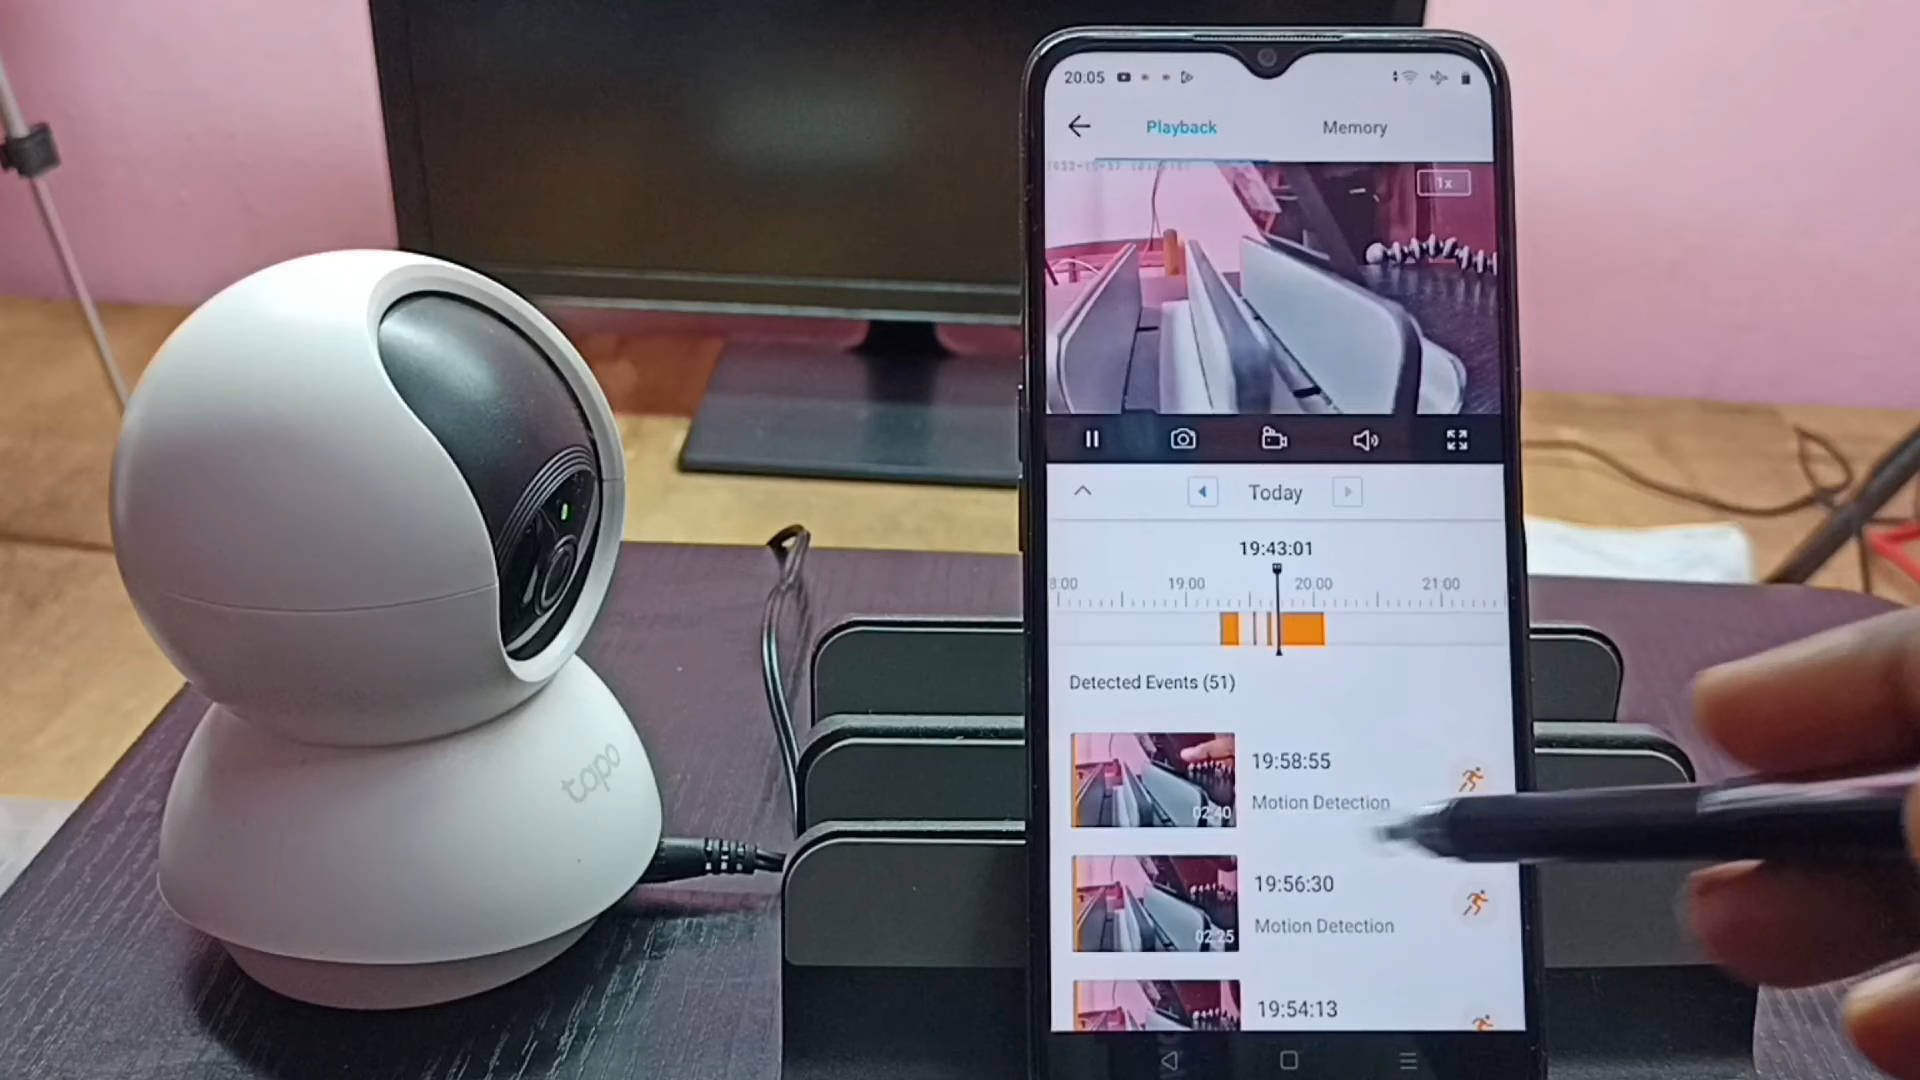 20:05
Playback
Memory
1x
Today
19:43:01
8:00
19:00
20:00
21:00
Detected Events (51)
19:58:55
Motion Detection
02:40
19:56:30
Motion Detection
02:25
19:54:13
tapo